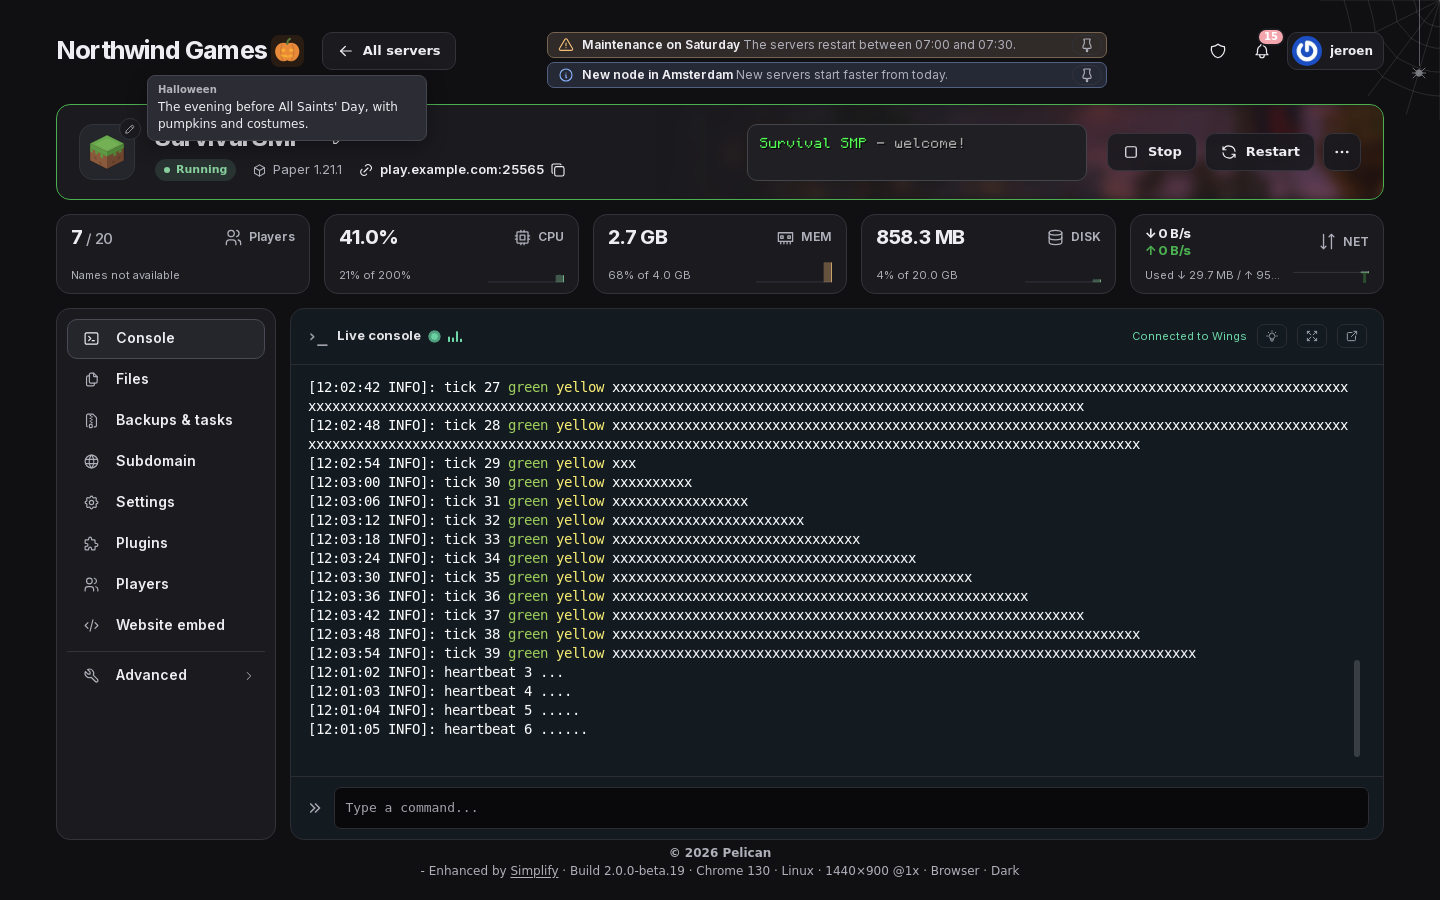 Northwind Games
All servers
Maintenance on Saturday The servers restart between 07:00 and 07:30.
New node in Amsterdam New servers start faster from today.
15
jeroen
Halloween
The evening before All Saints' Day, with
pumpkins and costumes.
Survival SMP
Running
Paper 1.21.1
play.example.com:25565
Survival SMP – welcome!
Stop
Restart
7 / 20
Players
Names not available
41.0%
CPU
21% of 200%
2.7 GB
MEM
68% of 4.0 GB
858.3 MB
DISK
4% of 20.0 GB
↓ 0 B/s
↑ 0 B/s
NET
Used ↓ 29.7 MB / ↑ 95...
Console
Files
Backups & tasks
Subdomain
Settings
Plugins
Players
Website embed
Advanced
Live console
Connected to Wings
[12:02:42 INFO]: tick 27 green yellow xxxxxxxxxxxxxxxxxxxxxxxxxxxxxxxxxxxxxxxxxxxxxxxxxxxxxxxxxxxxxxxxxxxxxxxxxxxxxxxxxxxxxxxxxxxx
xxxxxxxxxxxxxxxxxxxxxxxxxxxxxxxxxxxxxxxxxxxxxxxxxxxxxxxxxxxxxxxxxxxxxxxxxxxxxxxxxxxxxxxxxxxxxxxxx
[12:02:48 INFO]: tick 28 green yellow xxxxxxxxxxxxxxxxxxxxxxxxxxxxxxxxxxxxxxxxxxxxxxxxxxxxxxxxxxxxxxxxxxxxxxxxxxxxxxxxxxxxxxxxxxxx
xxxxxxxxxxxxxxxxxxxxxxxxxxxxxxxxxxxxxxxxxxxxxxxxxxxxxxxxxxxxxxxxxxxxxxxxxxxxxxxxxxxxxxxxxxxxxxxxxxxxxxxx
[12:02:54 INFO]: tick 29 green yellow xxx
[12:03:00 INFO]: tick 30 green yellow xxxxxxxxxx
[12:03:06 INFO]: tick 31 green yellow xxxxxxxxxxxxxxxxx
[12:03:12 INFO]: tick 32 green yellow xxxxxxxxxxxxxxxxxxxxxxxx
[12:03:18 INFO]: tick 33 green yellow xxxxxxxxxxxxxxxxxxxxxxxxxxxxxxx
[12:03:24 INFO]: tick 34 green yellow xxxxxxxxxxxxxxxxxxxxxxxxxxxxxxxxxxxxxx
[12:03:30 INFO]: tick 35 green yellow xxxxxxxxxxxxxxxxxxxxxxxxxxxxxxxxxxxxxxxxxxxxx
[12:03:36 INFO]: tick 36 green yellow xxxxxxxxxxxxxxxxxxxxxxxxxxxxxxxxxxxxxxxxxxxxxxxxxxxx
[12:03:42 INFO]: tick 37 green yellow xxxxxxxxxxxxxxxxxxxxxxxxxxxxxxxxxxxxxxxxxxxxxxxxxxxxxxxxxxx
[12:03:48 INFO]: tick 38 green yellow xxxxxxxxxxxxxxxxxxxxxxxxxxxxxxxxxxxxxxxxxxxxxxxxxxxxxxxxxxxxxxxxxx
[12:03:54 INFO]: tick 39 green yellow xxxxxxxxxxxxxxxxxxxxxxxxxxxxxxxxxxxxxxxxxxxxxxxxxxxxxxxxxxxxxxxxxxxxxxxxx
[12:01:02 INFO]: heartbeat 3 ...
[12:01:03 INFO]: heartbeat 4 ....
[12:01:04 INFO]: heartbeat 5 .....
[12:01:05 INFO]: heartbeat 6 ......
Type a command...
© 2026 Pelican
- Enhanced by Simplify · Build 2.0.0-beta.19 · Chrome 130 · Linux · 1440×900 @1x · Browser · Dark